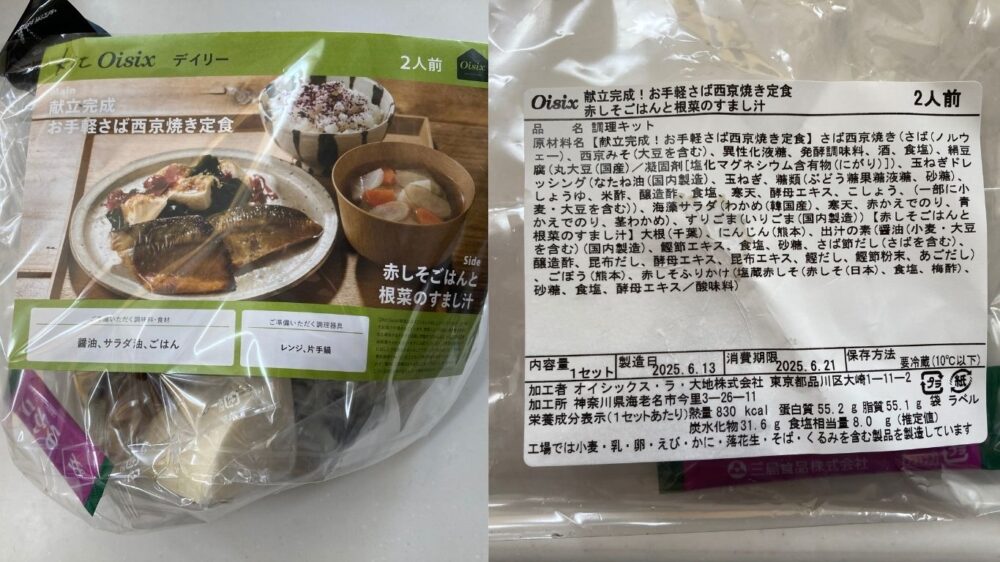 Oisix デイリー
2人前
Oisix
Main
献立完成
お手軽さば西京焼き定食
Side
赤しそごはんと
根菜のすまし汁
醤油、サラダ油、ごはん
ご準備いただく調理器具
レンジ、片手鍋
Oisix 献立完成！お手軽さば西京焼き定食
赤しそごはんと根菜のすまし汁
2人前
品 名 調理キット
原材料名【献立完成！お手軽さば西京焼き定食】さば西京焼き(さば(ノルウ
ェー)、西京みそ(大豆を含む)、異性化液糖、発酵調味料、酒、食塩)、絹豆
腐(丸大豆(国産)／凝固剤[塩化マグネシウム含有物(にがり)])、玉ねぎドレ
ッシング(なたね油(国内製造)、玉ねぎ、糖類(ぶどう糖果糖液糖、砂糖)、
しょうゆ、米酢、醸造酢、食塩、寒天、酵母エキス、こしょう、(一部に小
麦・大豆を含む))、海藻サラダ(わかめ(韓国産)、寒天、赤かえでのり、青
かえでのり、茎わかめ)、すりごま(いりごま(国内製造))【赤しそごはんと
根菜のすまし汁】大根(千葉)、にんじん(熊本)、出汁の素(醤油(小麦・大豆
を含む)(国内製造)、鰹節エキス、食塩、砂糖、さば節だし(さばを含む)、
醸造酢、昆布だし、酵母エキス、昆布エキス、鰹だし、鰹節粉末、あごだし)
、ごぼう(熊本)、赤しそふりかけ(塩蔵赤しそ(赤しそ(日本)、食塩、梅酢)、
砂糖、食塩、酵母エキス／酸味料)
内容量 1セット 製造日 2025.6.13 消費期限 2025.6.21 保存方法 要冷蔵(10℃以下)
加工者 オイシックス・ラ・大地株式会社 東京都品川区大崎1-11-2
加工所 神奈川県海老名市今里3-26-11
プラ 紙
袋 ラベル
栄養成分表示(1セットあたり)熱量 830 kcal 蛋白質 55.2 g 脂質 55.1 g
炭水化物 31.6 g 食塩相当量 8.0 g (推定値)
工場では小麦・乳・卵・えび・かに・落花生・そば・くるみを含む製品を製造しています
三島食品株式会社